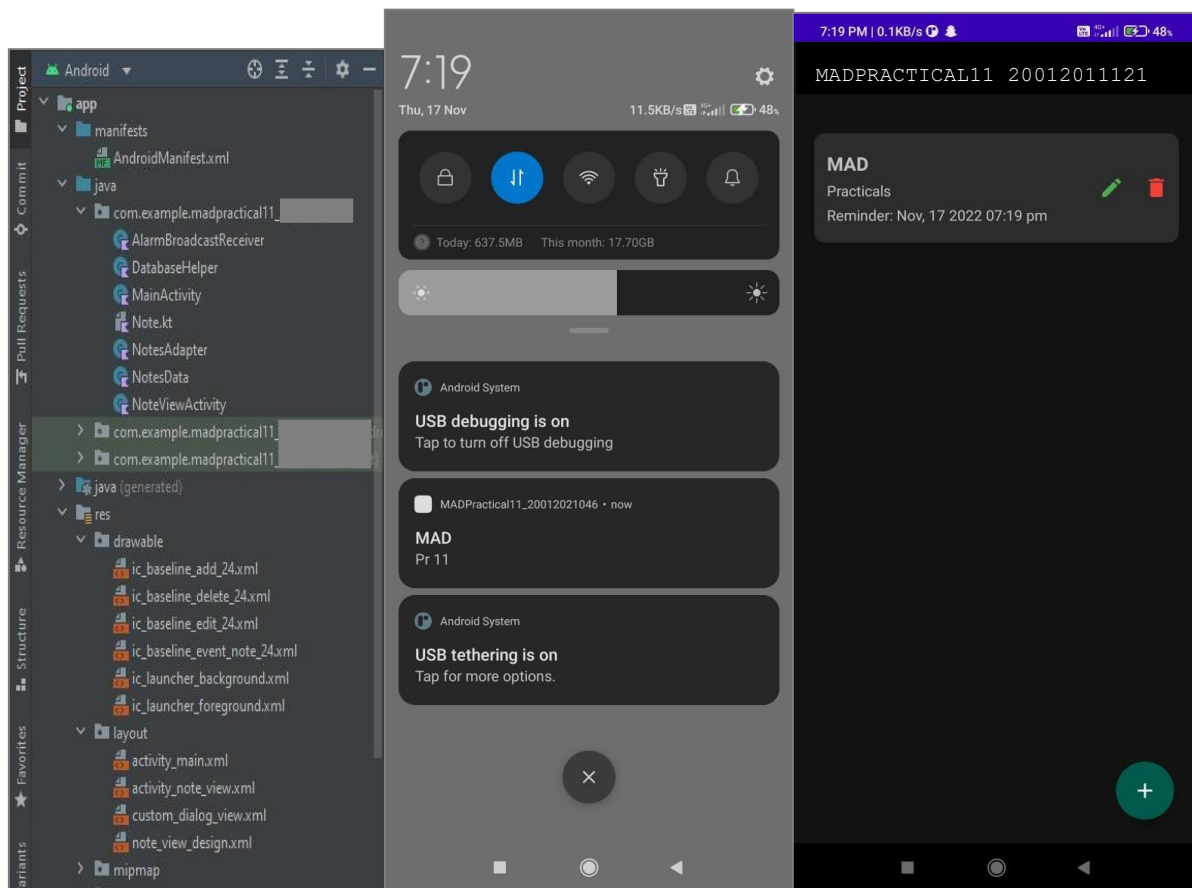 Android
app
manifests
AndroidManifest.xml
java
com.example.madpractical11_
AlarmBroadcastReceiver
DatabaseHelper
MainActivity
Note.kt
NotesAdapter
NotesData
NoteViewActivity
com.example.madpractical11_
com.example.madpractical11_
java (generated)
res
drawable
ic_baseline_add_24.xml
ic_baseline_delete_24.xml
ic_baseline_edit_24.xml
ic_baseline_event_note_24.xml
ic_launcher_background.xml
ic_launcher_foreground.xml
layout
activity_main.xml
activity_note_view.xml
custom_dialog_view.xml
note_view_design.xml
mipmap
Project
Commit
Pull Requests
Resource Manager
Structure
Favorites
7:19
Thu, 17 Nov 11.5KB/s 4G+ 48%
Today: 637.5MB This month: 17.70GB
Android System
USB debugging is on
Tap to turn off USB debugging
MADPractical11_20012021046 • now
MAD
Pr 11
Android System
USB tethering is on
Tap for more options.
7:19 PM | 0.1KB/s 4G+ 48%
MADPRACTICAL11 20012011121
MAD
Practicals
Reminder: Nov, 17 2022 07:19 pm